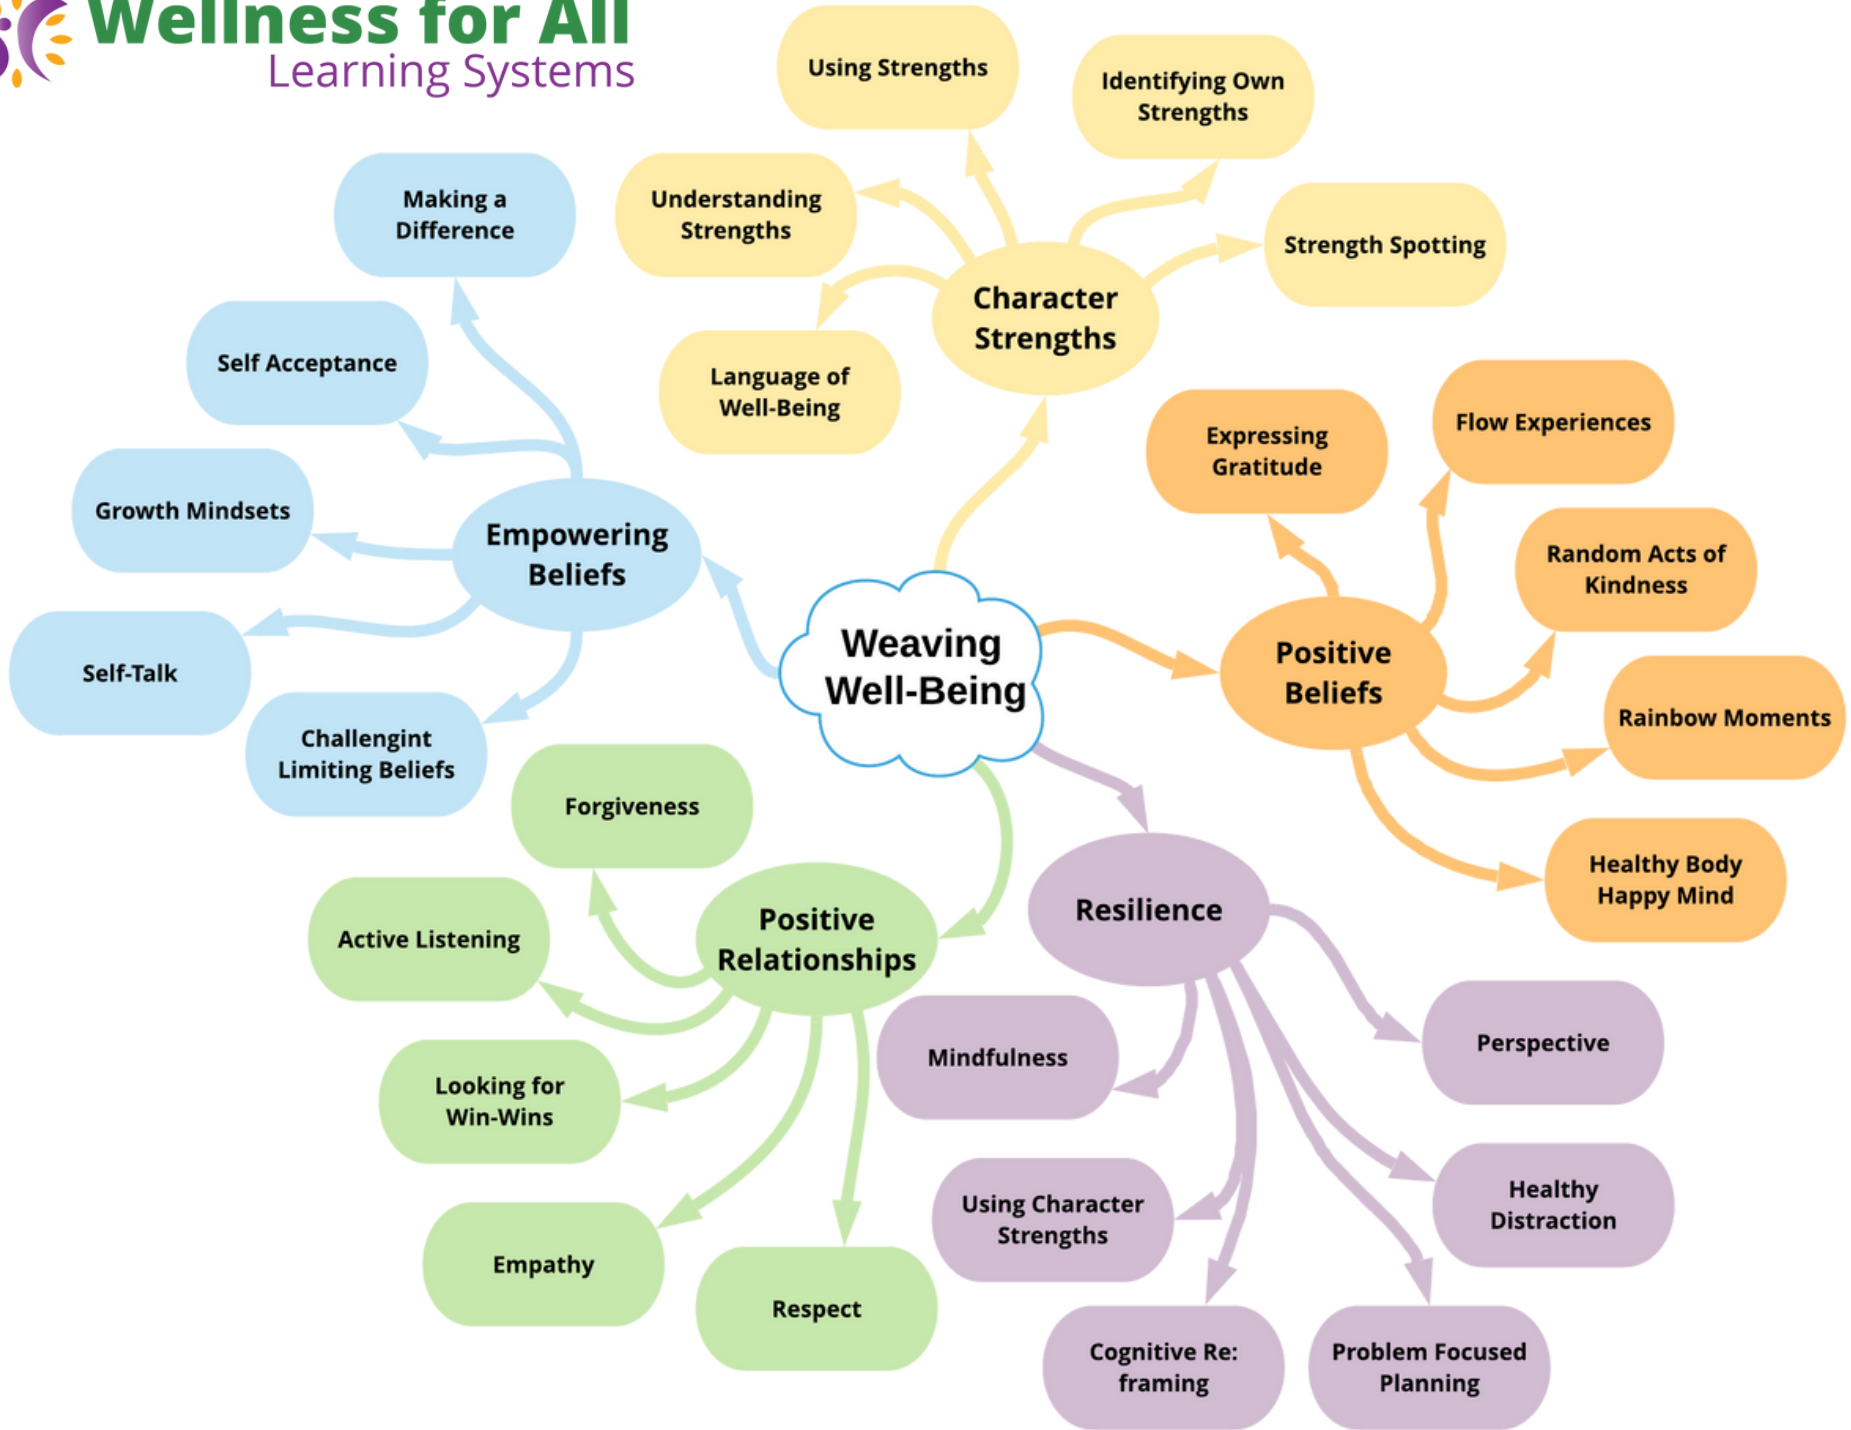 Wellness for All
Learning Systems
Using Strengths
Identifying Own
Strengths
Understanding
Strengths
Strength Spotting
Language of
Well-Being
Character
Strengths
Making a
Difference
Self Acceptance
Growth Mindsets
Self-Talk
Challengint
Limiting Beliefs
Empowering
Beliefs
Weaving
Well-Being
Expressing
Gratitude
Flow Experiences
Random Acts of
Kindness
Rainbow Moments
Healthy Body
Happy Mind
Positive
Beliefs
Forgiveness
Active Listening
Looking for
Win-Wins
Empathy
Respect
Positive
Relationships
Resilience
Mindfulness
Perspective
Using Character
Strengths
Healthy
Distraction
Cognitive Re:
framing
Problem Focused
Planning